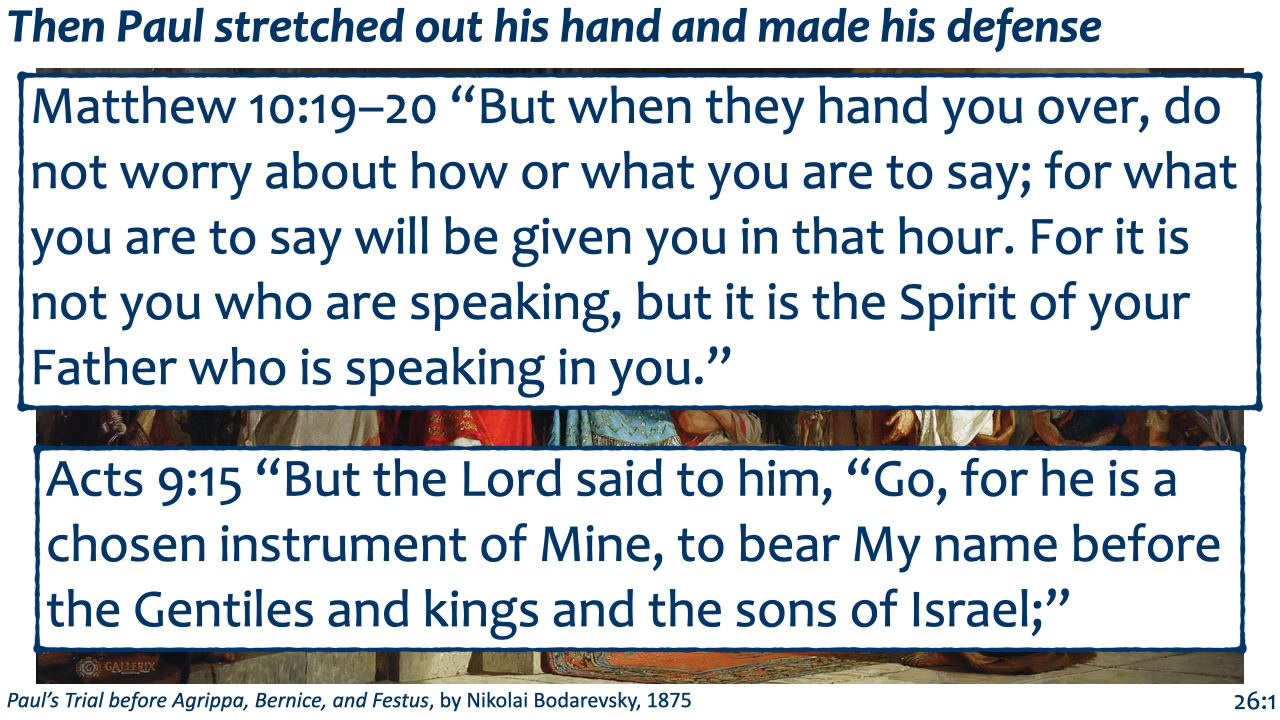 Then Paul stretched out his hand and made his defense
Matthew 10:19–20 “But when they hand you over, do
not worry about how or what you are to say; for what
you are to say will be given you in that hour. For it is
not you who are speaking, but it is the Spirit of your
Father who is speaking in you.”
Acts 9:15 “But the Lord said to him, “Go, for he is a
chosen instrument of Mine, to bear My name before
the Gentiles and kings and the sons of Israel;”
GALLERIX
Paul’s Trial before Agrippa, Bernice, and Festus, by Nikolai Bodarevsky, 1875
26:1